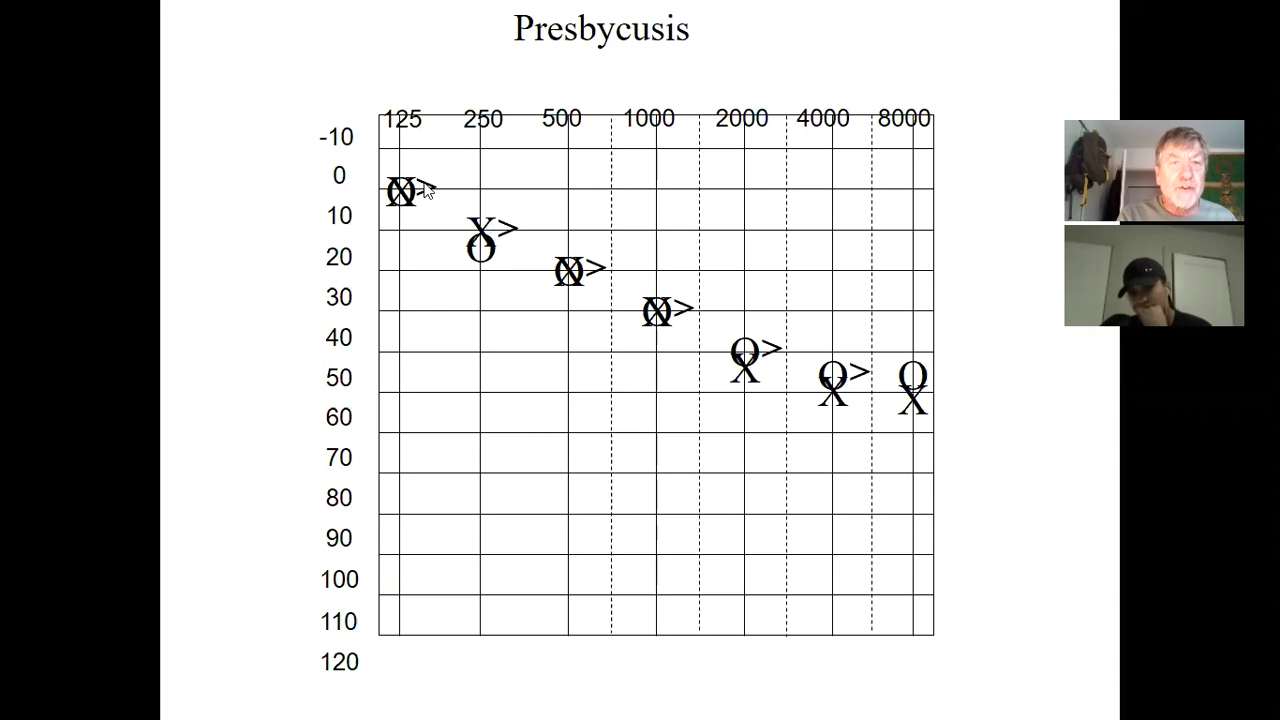 Presbycusis
125 250 500 1000 2000 4000 8000
-10
0
X O >
10
X >
O
20
X O >
30
X O >
40
O >
X
50
O > O
X X
60
70
80
90
100
110
120